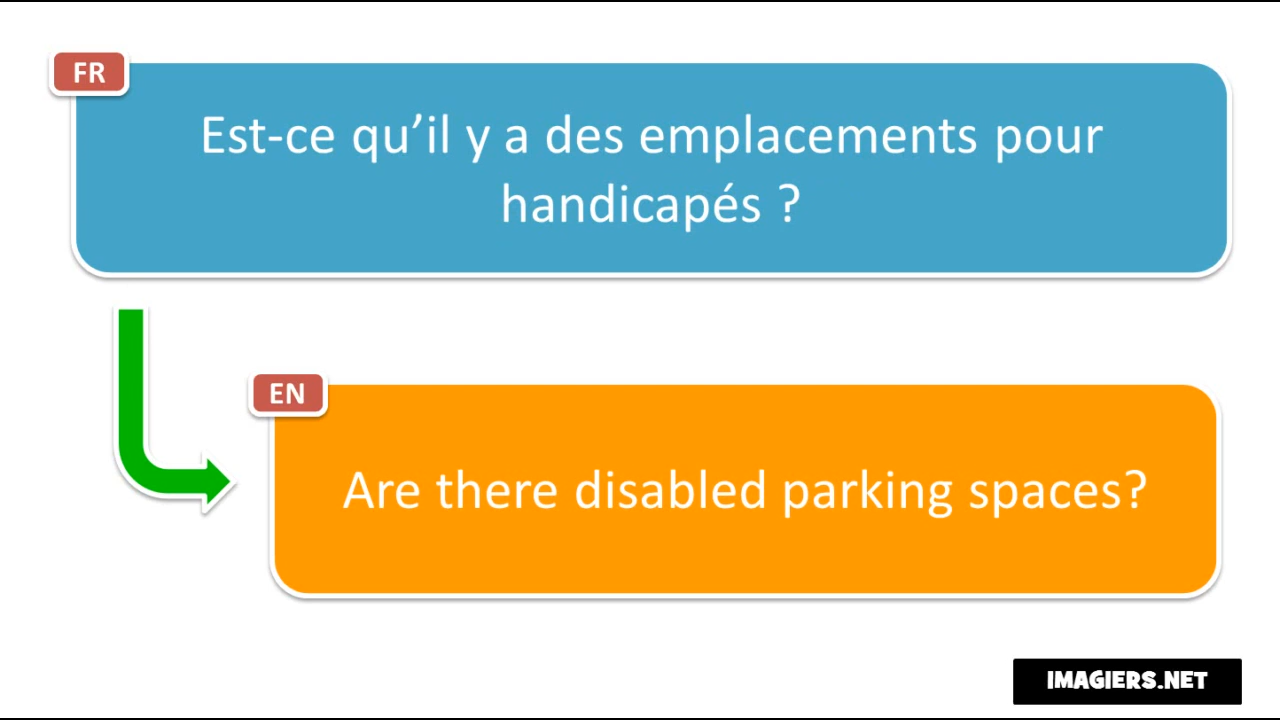 FR
Est-ce qu’il y a des emplacements pour
handicapés ?
EN
Are there disabled parking spaces?
IMAGIERS.NET